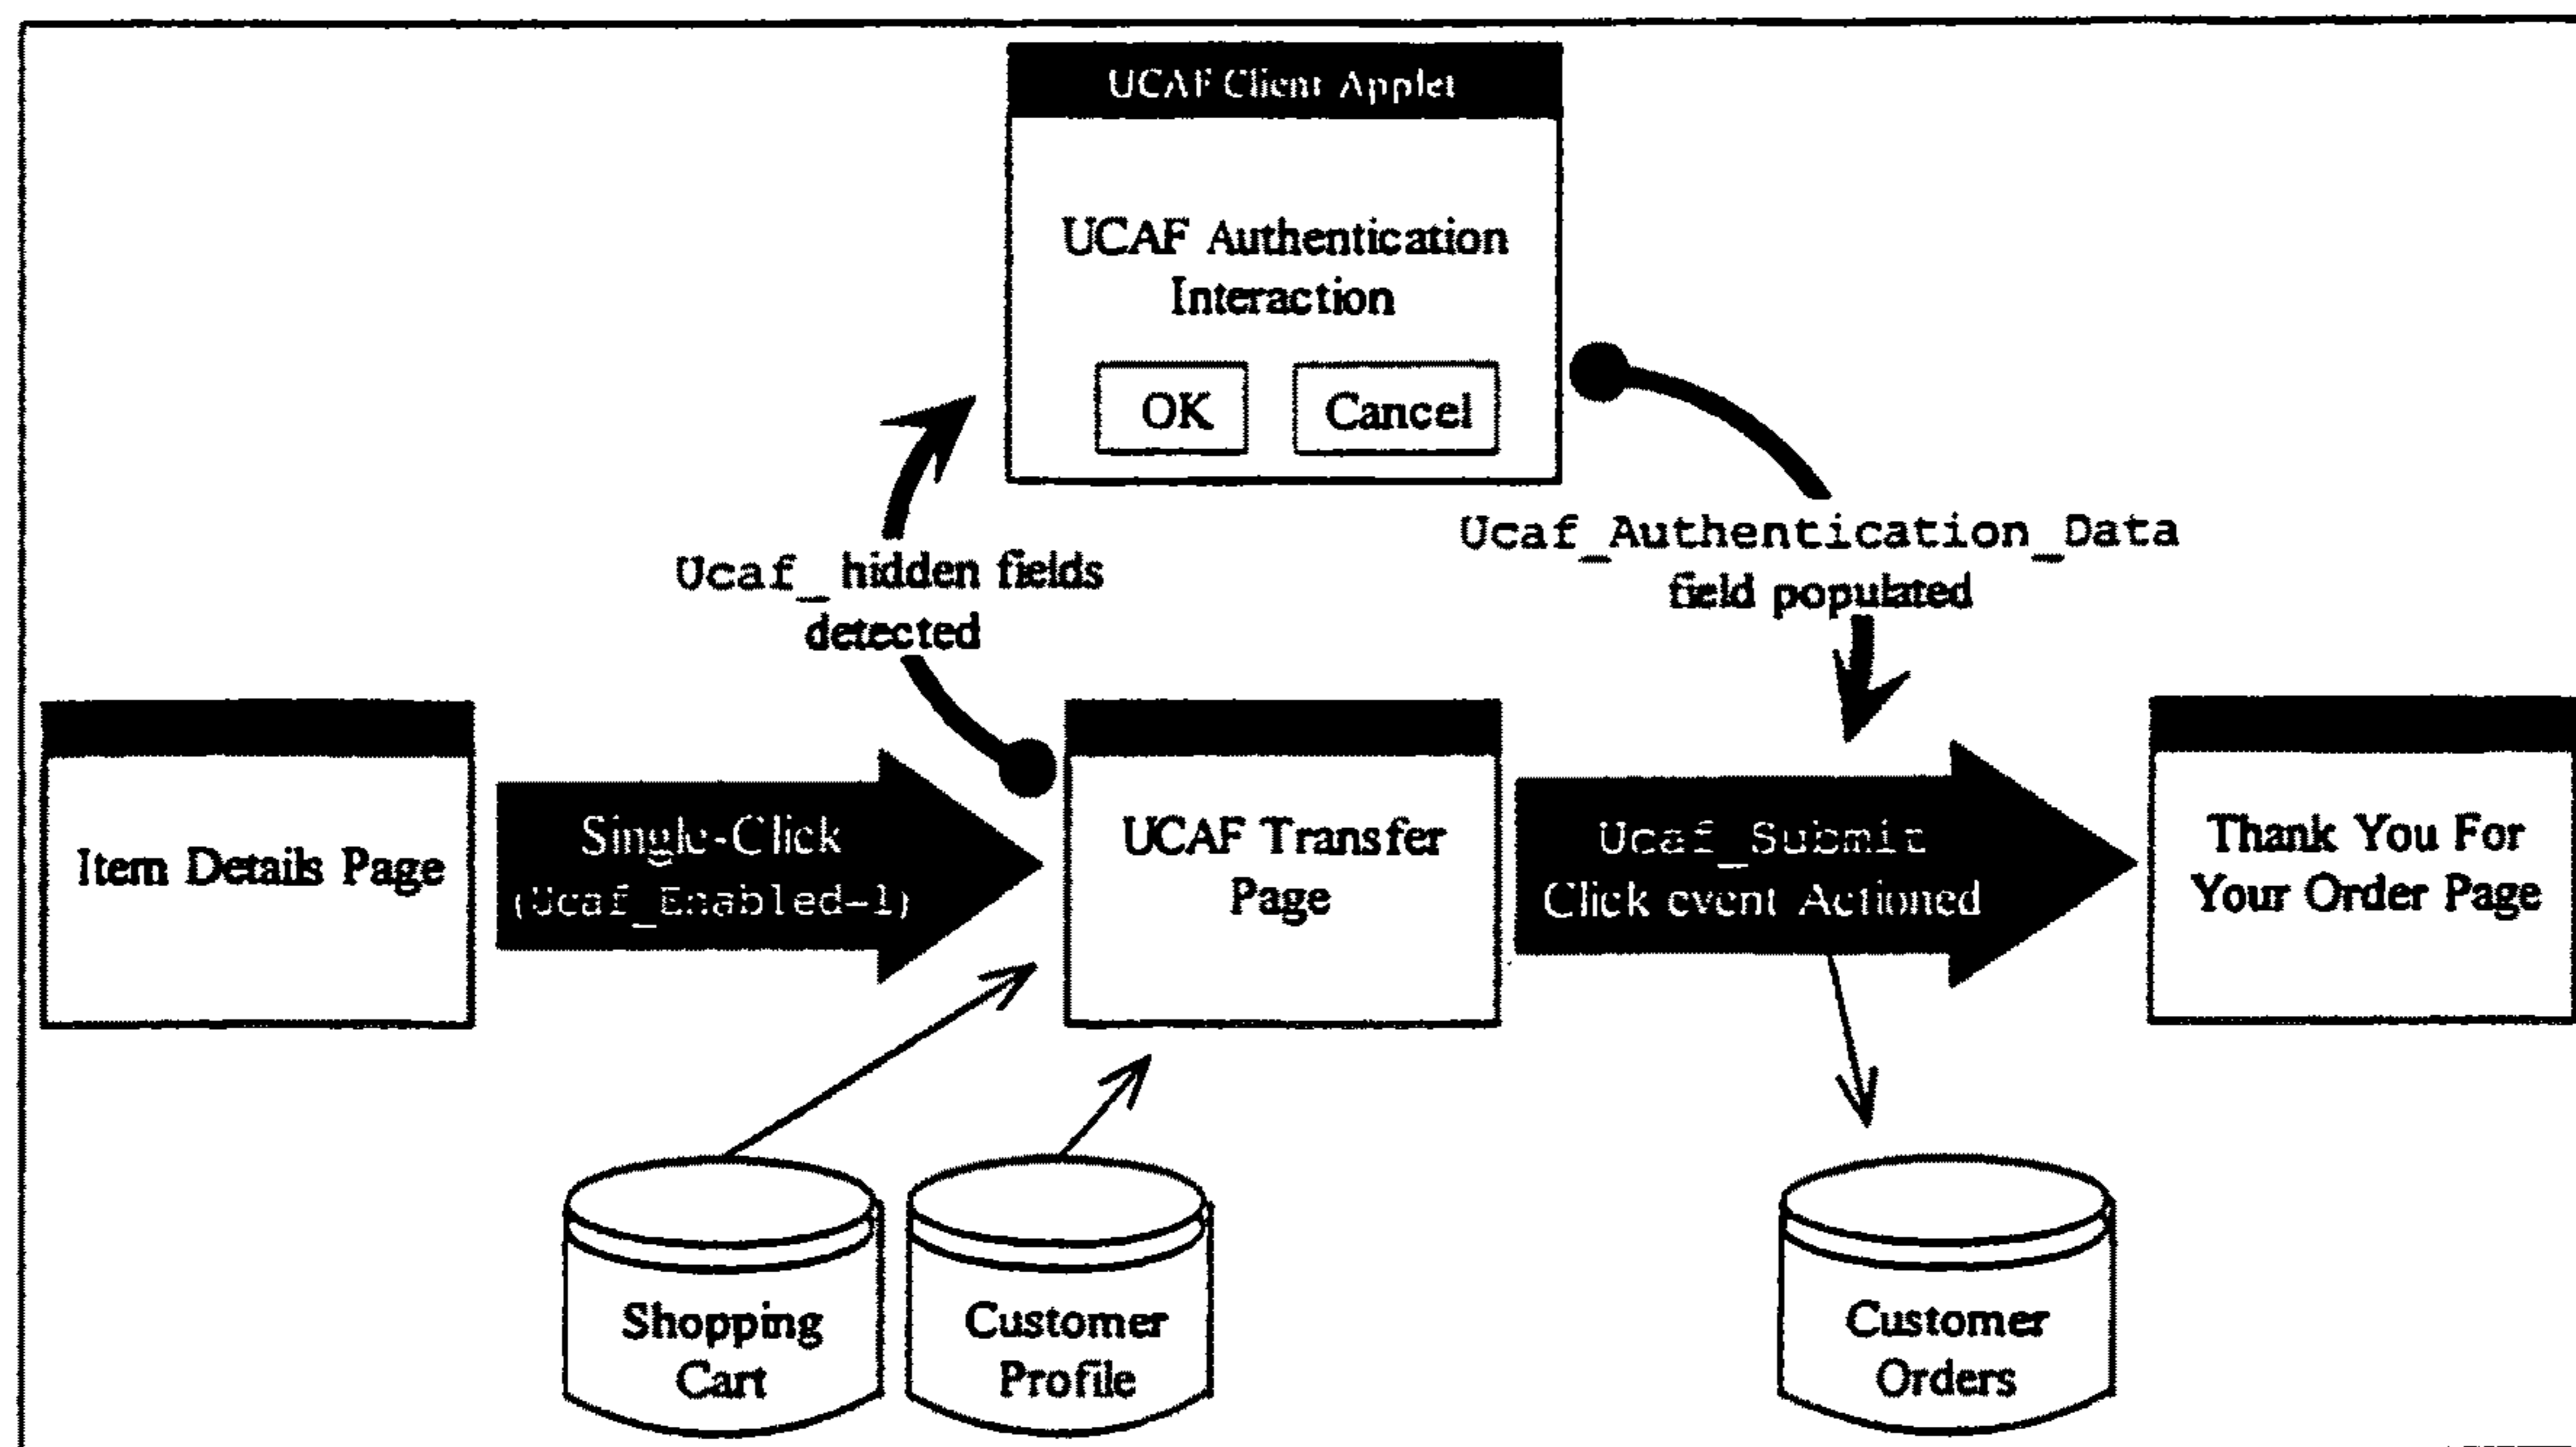 UCAF Client Applet
UCAF Authentication
Interaction
OK
Cancel
Ucaf_Authentication_Data
field populated
Ucaf_ hidden fields
detected
Item Details Page
Single-Click
(Ucaf_Enabled=1)
UCAF Transfer
Page
Ucaf_Submit
Click event Actioned
Thank You For
Your Order Page
Shopping
Cart
Customer
Profile
Customer
Orders